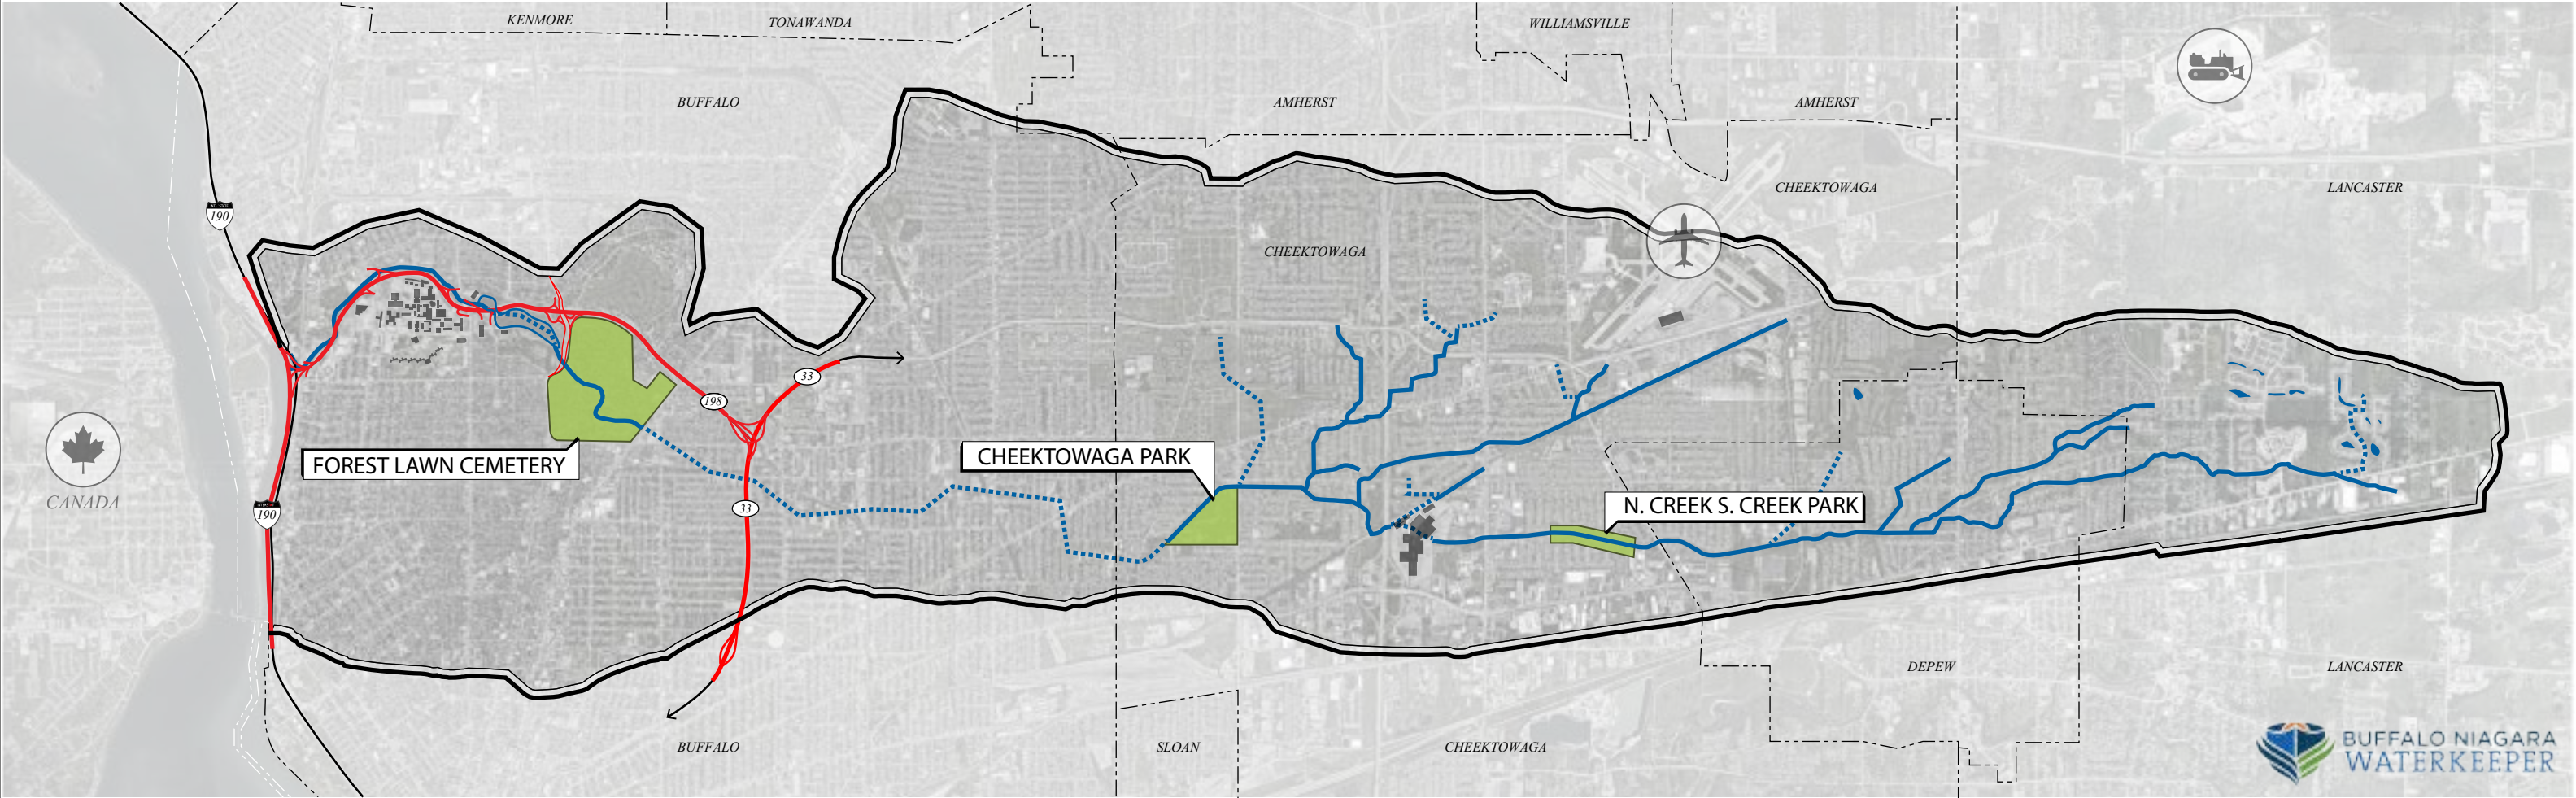 KENMORE
TONAWANDA
WILLIAMSVILLE
BUFFALO
AMHERST
AMHERST
CHEEKTOWAGA
LANCASTER
190
CHEEKTOWAGA
33
198
FOREST LAWN CEMETERY
CHEEKTOWAGA PARK
CANADA
190
33
N. CREEK S. CREEK PARK
DEPEW
LANCASTER
BUFFALO
SLOAN
CHEEKTOWAGA
BUFFALO NIAGARA
WATERKEEPER